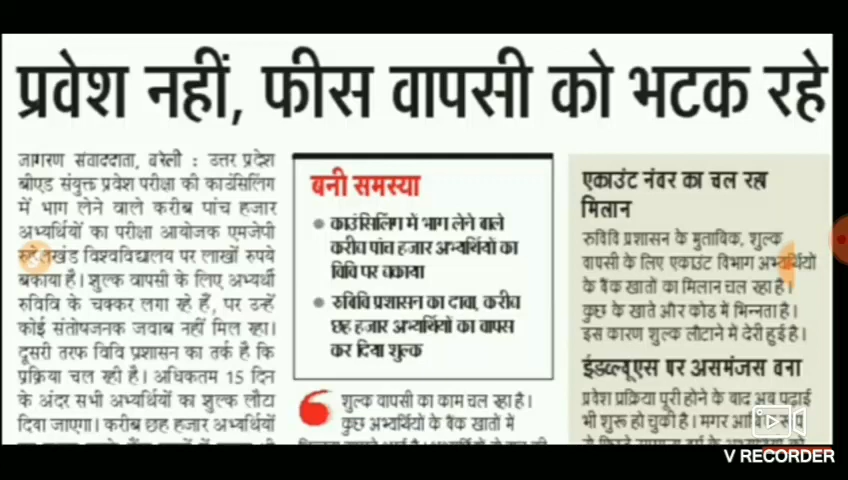 प्रवेश नहीं, फीस वापसी को भटक रहे
जागरण संवाददाता, बरेली : उत्तर प्रदेश
बीएड संयुक्त प्रवेश परीक्षा की काउंसिलिंग
में भाग लेने वाले करीब पांच हजार
अभ्यर्थियों का परीक्षा आयोजक एमजेपी
रुहेलखंड विश्वविद्यालय पर लाखों रुपये
बकाया है। शुल्क वापसी के लिए अभ्यर्थी
रुविवि के चक्कर लगा रहे हैं, पर उन्हें
कोई संतोपजनक जवाब नहीं मिल रहा।
दूसरी तरफ विवि प्रशासन का तर्क है कि
प्रक्रिया चल रही है। अधिकतम 15 दिन
के अंदर सभी अभ्यर्थियों का शुल्क लौटा
दिया जाएगा। करीब छह हजार अभ्यर्थियों
बनी समस्या
काउंसिलिंग में भाग लेने वाले
करीब पांच हजार अभ्यर्थियों का
विवि पर बकाया
रुविवि प्रशासन का दावा, करीब
छह हजार अभ्यर्थियों का वापस
कर दिया शुल्क
शुल्क वापसी का काम चल रहा है।
कुछ अभ्यर्थियों के बैंक खातों में
एकाउंट नंबर का चल रहा
मिलान
रुविवि प्रशासन के मुताबिक, शुल्क
वापसी के लिए एकाउंट विभाग अभ्यर्थियों
के बैंक खातों का मिलान चल रहा है।
कुछ के खाते और कोड में भिन्नता है।
इस कारण शुल्क लौटाने में देरी हुई है।
ईडब्ल्यूएस पर असमंजस बना
प्रवेश प्रक्रिया पूरी होने के बाद अब पढ़ाई
भी शुरू हो चुकी है। मगर
V RECORDER